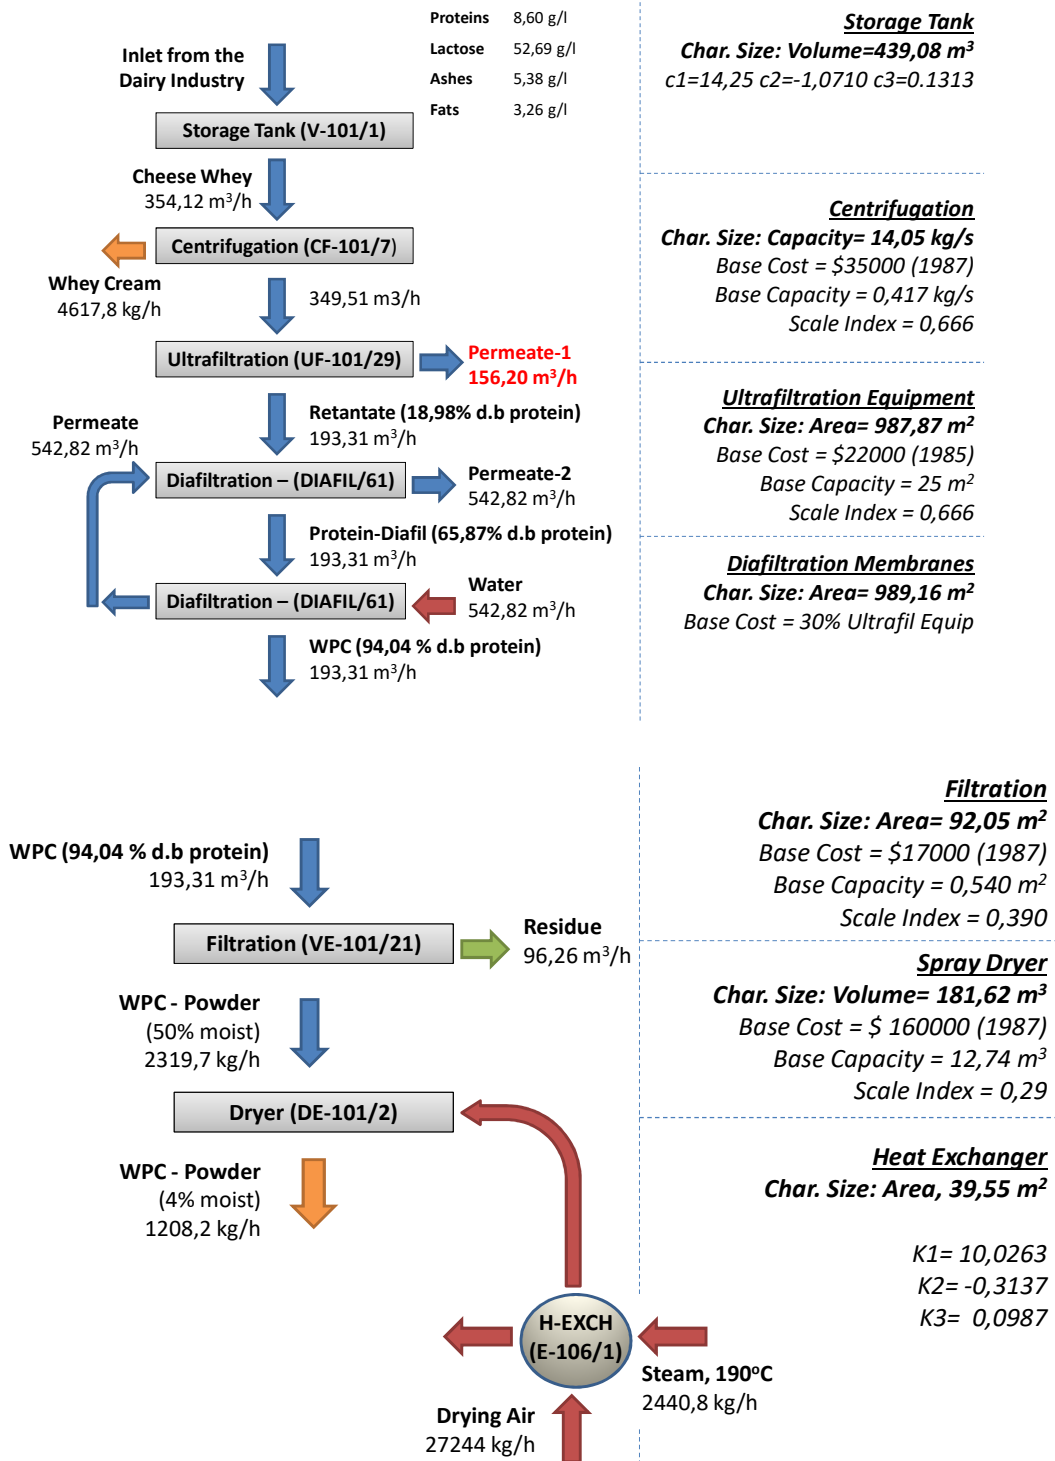 Proteins 8,60 g/l
Lactose 52,69 g/l
Ashes 5,38 g/l
Fats 3,26 g/l
Inlet from the
Dairy Industry
Storage Tank (V-101/1)
Cheese Whey
354,12 m³/h
Centrifugation (CF-101/7)
Whey Cream
4617,8 kg/h
349,51 m3/h
Ultrafiltration (UF-101/29)
Permeate-1
156,20 m³/h
Retantate (18,98% d.b protein)
193,31 m³/h
Permeate
542,82 m³/h
Diafiltration – (DIAFIL/61)
Permeate-2
542,82 m³/h
Protein-Diafil (65,87% d.b protein)
193,31 m³/h
Diafiltration – (DIAFIL/61)
Water
542,82 m³/h
WPC (94,04 % d.b protein)
193,31 m³/h
Storage Tank
Char. Size: Volume=439,08 m³
c1=14,25 c2=-1,0710 c3=0.1313
Centrifugation
Char. Size: Capacity= 14,05 kg/s
Base Cost = $35000 (1987)
Base Capacity = 0,417 kg/s
Scale Index = 0,666
Ultrafiltration Equipment
Char. Size: Area= 987,87 m²
Base Cost = $22000 (1985)
Base Capacity = 25 m²
Scale Index = 0,666
Diafiltration Membranes
Char. Size: Area= 989,16 m²
Base Cost = 30% Ultrafil Equip
WPC (94,04 % d.b protein)
193,31 m³/h
Filtration (VE-101/21)
Residue
96,26 m³/h
WPC - Powder
(50% moist)
2319,7 kg/h
Dryer (DE-101/2)
WPC - Powder
(4% moist)
1208,2 kg/h
H-EXCH
(E-106/1)
Steam, 190ºC
2440,8 kg/h
Drying Air
27244 kg/h
Filtration
Char. Size: Area= 92,05 m²
Base Cost = $17000 (1987)
Base Capacity = 0,540 m²
Scale Index = 0,390
Spray Dryer
Char. Size: Volume= 181,62 m³
Base Cost = $ 160000 (1987)
Base Capacity = 12,74 m³
Scale Index = 0,29
Heat Exchanger
Char. Size: Area, 39,55 m²
K1= 10,0263
K2= -0,3137
K3= 0,0987